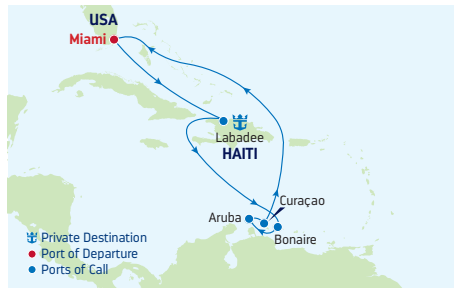 USA
Miami
Labadee
HAITI
Curaçao
Aruba
Bonaire
Private Destination
Port of Departure
Ports of Call